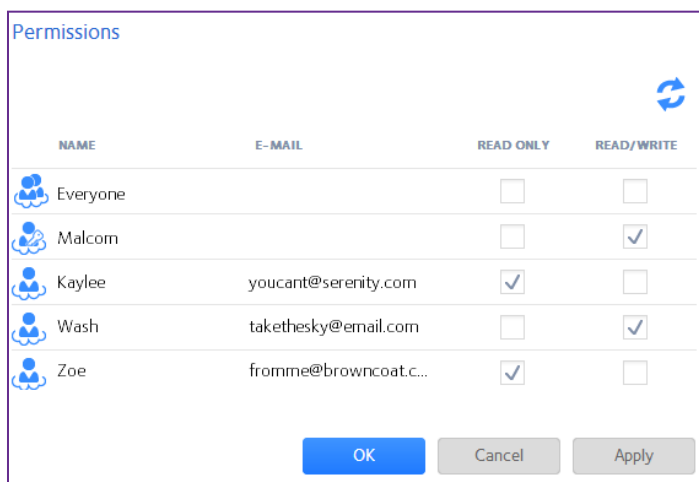 Permissions
NAME E-MAIL READ ONLY READ/WRITE
Everyone
Malcom
Kaylee youcant@serenity.com
Wash takethesky@email.com
Zoe fromme@browncoat.c...
OK Cancel Apply